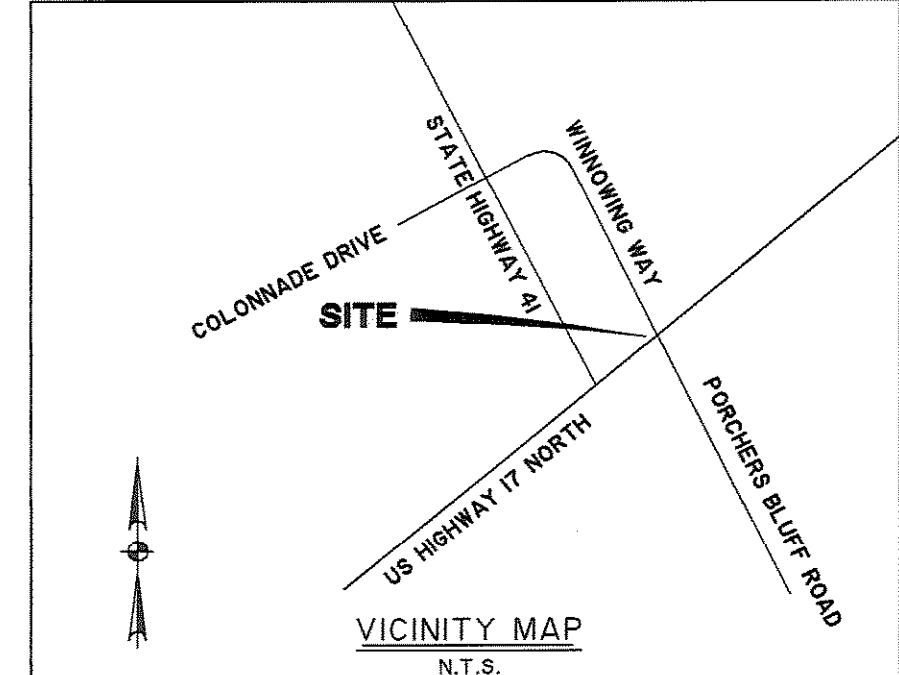 STATE HIGHWAY 41
WINNOWING WAY
COLONNADE DRIVE
SITE
PORCHERS BLUFF ROAD
US HIGHWAY 17 NORTH
VICINITY MAP
N.T.S.